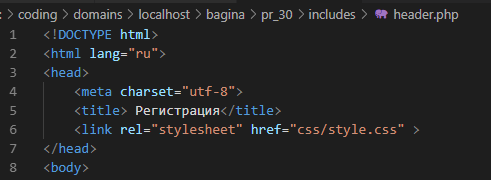 › coding › domains › localhost › bagina › pr_30 › includes › header.php
1 <!DOCTYPE html>
2 <html lang="ru">
3 <head>
4 <meta charset="utf-8">
5 <title> Регистрация</title>
6 <link rel="stylesheet" href="css/style.css" >
7 </head>
8 <body>